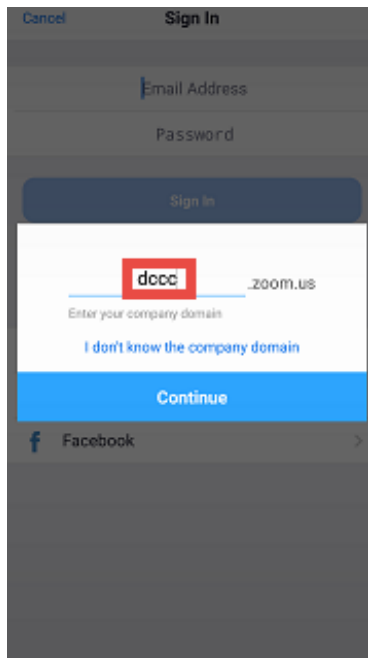 Cancel Sign In
Email Address
Password
Sign In
dccc .zoom.us
Enter your company domain
I don't know the company domain
Continue
Facebook